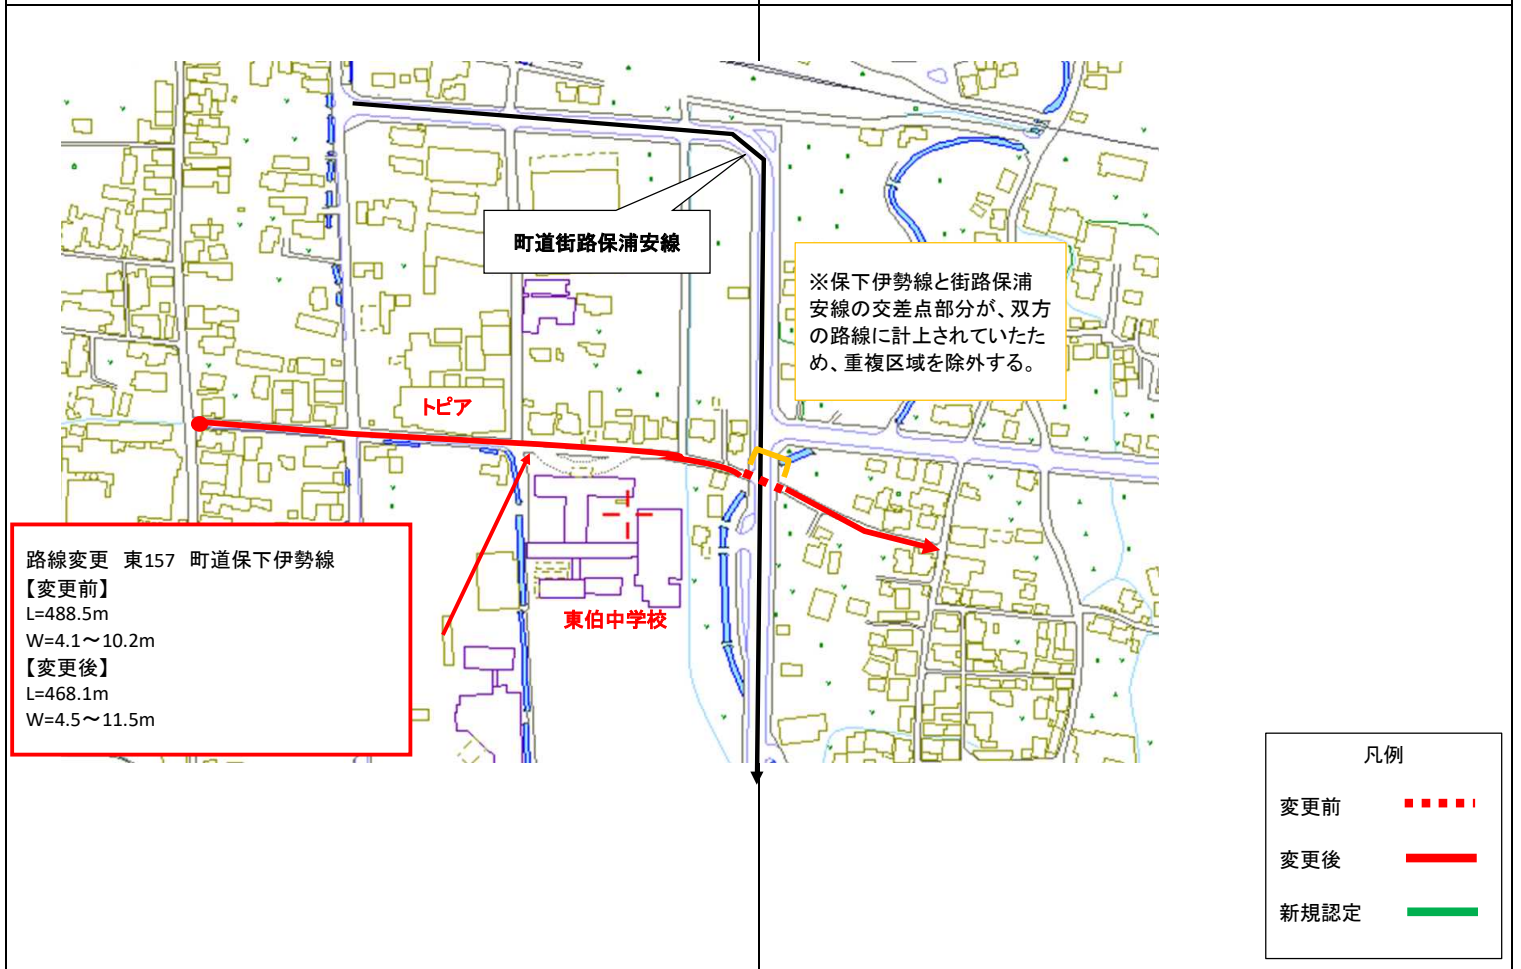 町道街路保浦安線
※保下伊勢線と街路保浦
安線の交差点部分が、双方
の路線に計上されていたた
め、重複区域を除外する。
トピア
路線変更 東157 町道保下伊勢線
【変更前】
L=488.5m
W=4.1～10.2m
【変更後】
L=468.1m
W=4.5～11.5m
東伯中学校
凡例
変更前
変更後
新規認定